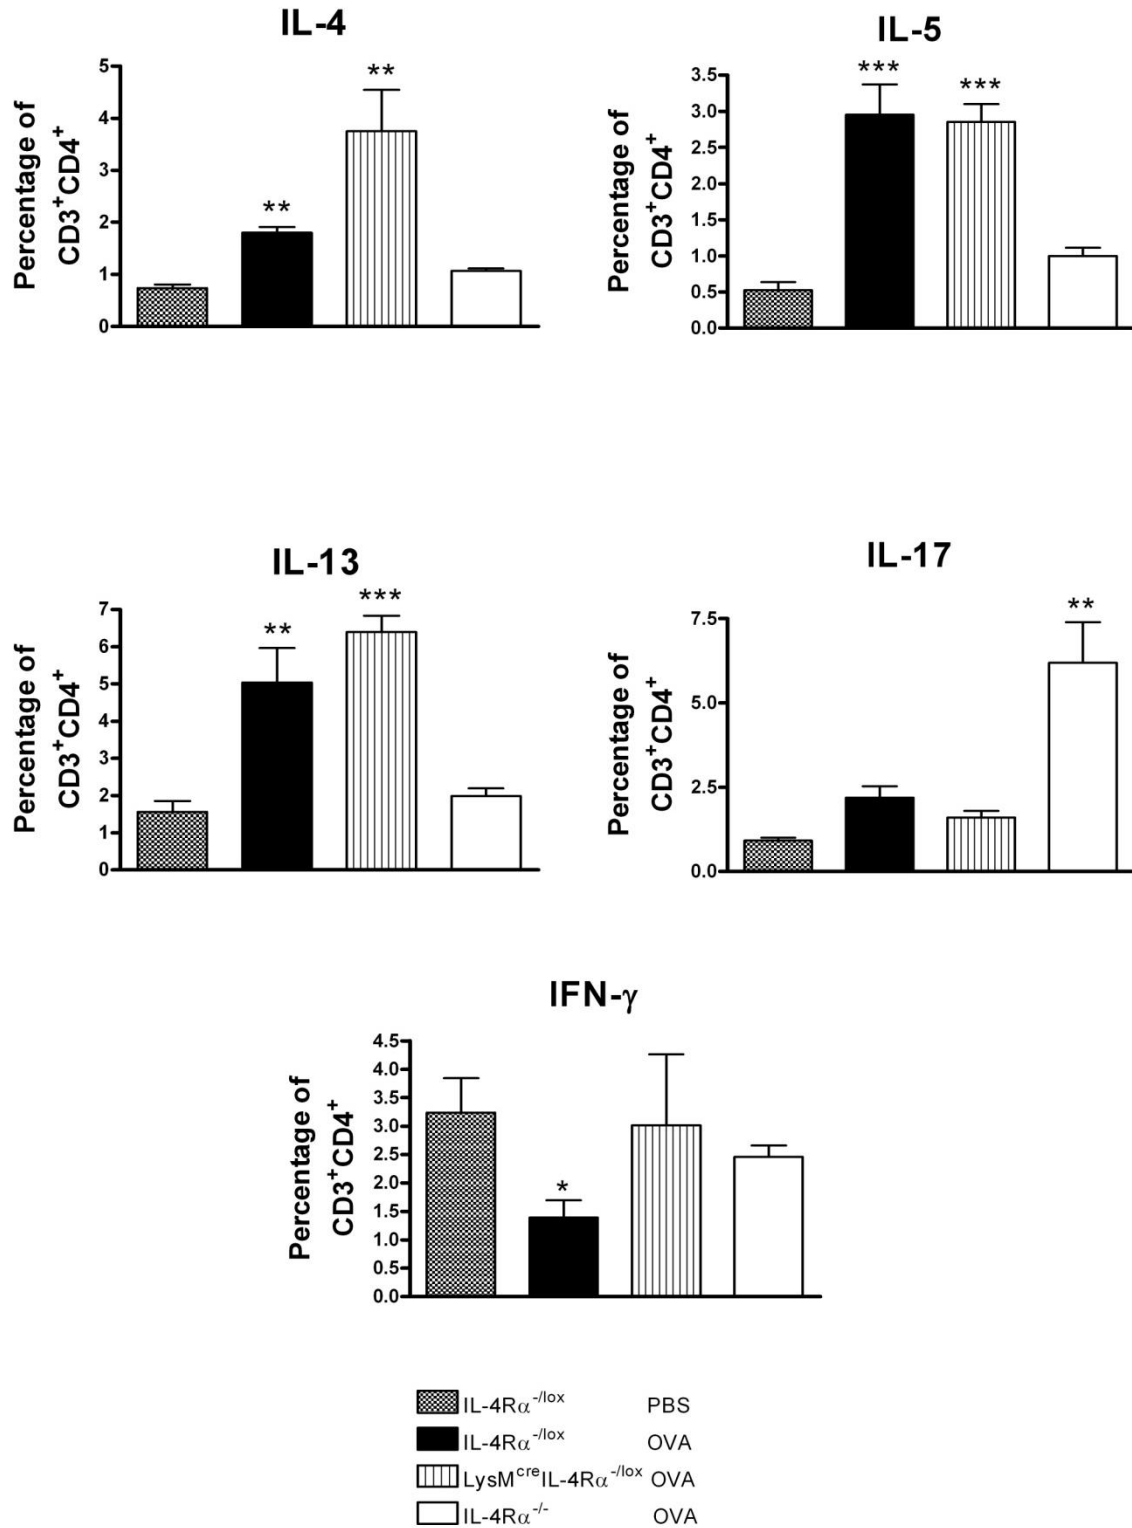 IL-4
Percentage of
CD3⁺CD4⁺
5
4
3
2
1
0
**
**
IL-5
Percentage of
CD3⁺CD4⁺
3.5
3.0
2.5
2.0
1.5
1.0
0.5
0.0
***
***
IL-13
Percentage of
CD3⁺CD4⁺
7
6
5
4
3
2
1
0
**
***
IL-17
Percentage of
CD3⁺CD4⁺
7.5
5.0
2.5
0.0
**
IFN-γ
Percentage of
CD3⁺CD4⁺
4.5
4.0
3.5
3.0
2.5
2.0
1.5
1.0
0.5
0.0
*
IL-4Rα⁻/ˡᵒˣ PBS
IL-4Rα⁻/ˡᵒˣ OVA
LysMᶜʳᵉIL-4Rα⁻/ˡᵒˣ OVA
IL-4Rα⁻/⁻ OVA